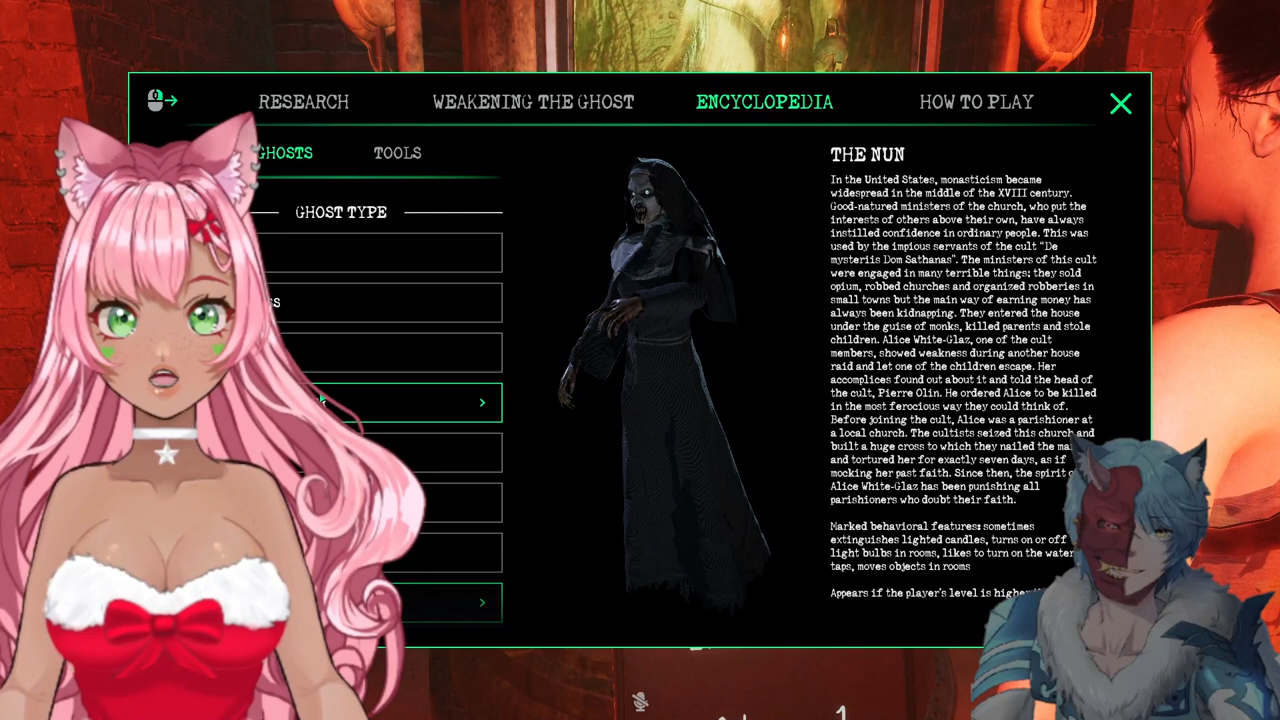 RESEARCH
WEAKENING THE GHOST
ENCYCLOPEDIA
HOW TO PLAY
GHOSTS
TOOLS
GHOST TYPE
THE NUN
In the United States, monasticism became
widespread in the middle of the XVIII century.
Good-natured ministers of the church, who put the
interests of others above their own, have always
instilled confidence in ordinary people. This was
used by the impious servants of the cult "De
mysteriis Dom Sathanas". The ministers of this cult
were engaged in many terrible things; they sold
opium, robbed churches and organized robberies in
small towns but the main way of earning money has
always been kidnapping. They entered the house
under the guise of monks, killed parents and stole
children. Alice White-Glaz, one of the cult
members, showed weakness during another house
raid and let one of the children escape. Her
accomplices found out about it and told the head of
the cult, Pierre Olin. He ordered Alice to be killed
in the most ferocious way they could think of.
Before joining the cult, Alice was a parishioner at
a local church. The cultists seized this church and
built a huge cross to which they nailed the
and tortured her for exactly seven days, as if
mocking her past faith. Since then, the spirit
Alice White-Glaz has been punishing all
parishioners who doubt their faith.
Marked behavioral features: sometimes
extinguishes lighted candles, turns on or off
light bulbs in rooms, likes to turn on the water
taps, moves objects in rooms
Appears if the player's level is higher